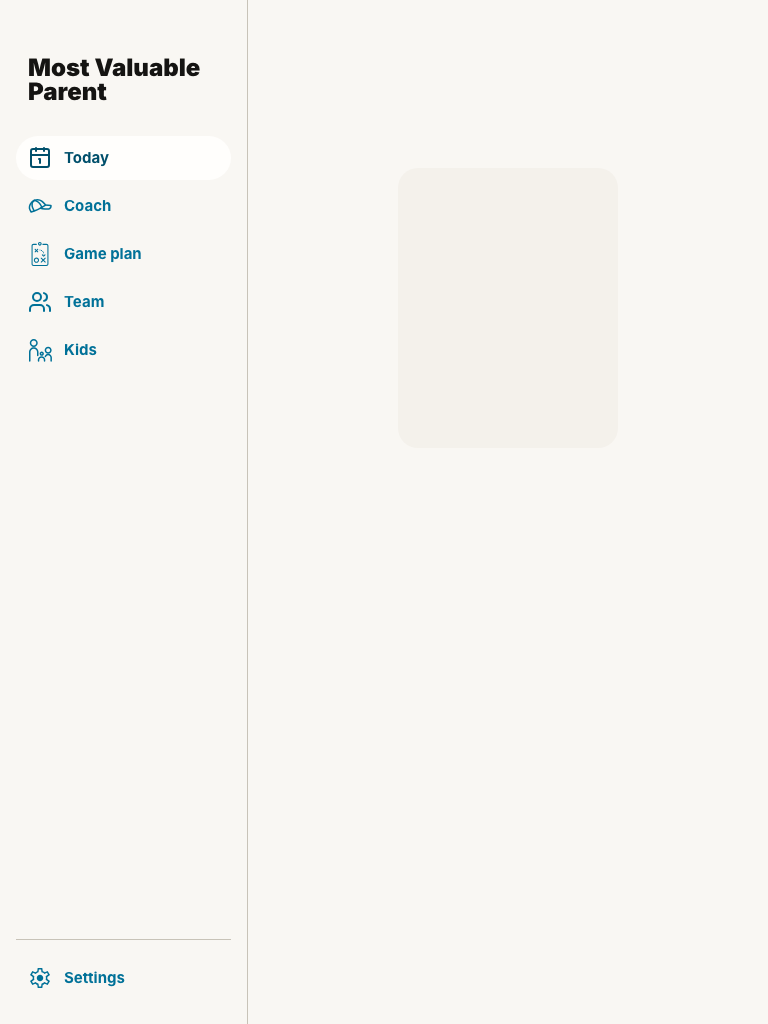 Most Valuable
Parent
Today
Coach
Game plan
Team
Kids
Settings